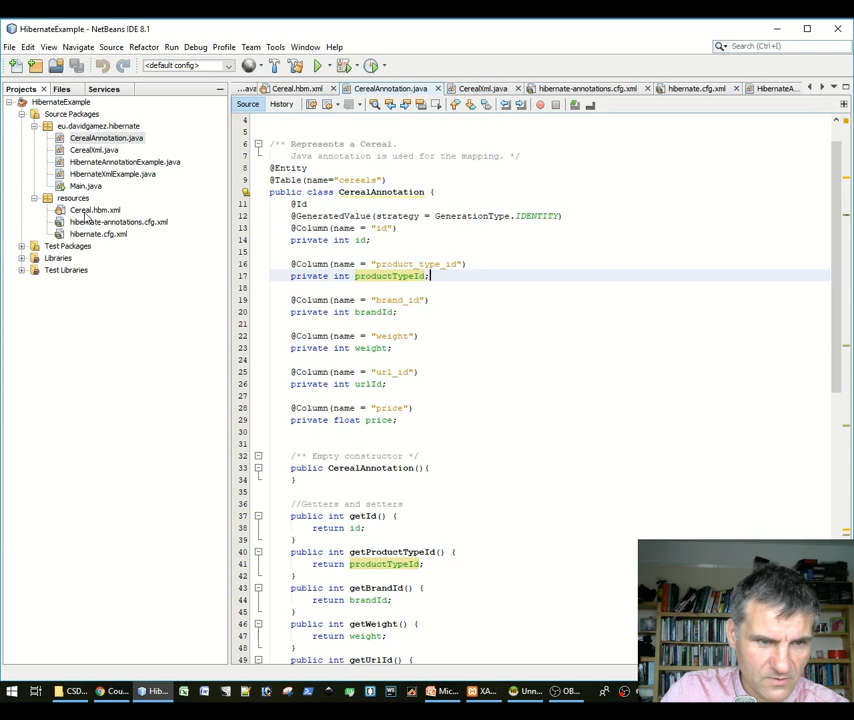 HibernateExample - NetBeans IDE 8.1
File Edit View Navigate Source Refactor Run Debug Profile Team Tools Window Help
Search (Ctrl+I)
<default config>
Projects Files Services
...ava Cereal.hbm.xml CerealAnnotation.java CerealXml.java hibernate-annotations.cfg.xml hibernate.cfg.xml HibernateA...
Source History
HibernateExample
Source Packages
eu.davidgamez.hibernate
CerealAnnotation.java
CerealXml.java
HibernateAnnotationExample.java
HibernateXmlExample.java
Main.java
resources
Cereal.hbm.xml
hibernate-annotations.cfg.xml
hibernate.cfg.xml
Test Packages
Libraries
Test Libraries
4
5
6 /** Represents a Cereal.
7 Java annotation is used for the mapping. */
8 @Entity
9 @Table(name="cereals")
public class CerealAnnotation {
11 @Id
12 @GeneratedValue(strategy = GenerationType.IDENTITY)
13 @Column(name = "id")
14 private int id;
15
16 @Column(name = "product_type_id")
17 private int productTypeId;
18
19 @Column(name = "brand_id")
20 private int brandId;
21
22 @Column(name = "weight")
23 private int weight;
24
25 @Column(name = "url_id")
26 private int urlId;
27
28 @Column(name = "price")
29 private float price;
30
31
32 /** Empty constructor */
33 public CerealAnnotation(){
34 }
35
36 //Getters and setters
37 public int getId() {
38 return id;
39 }
40 public int getProductTypeId() {
41 return productTypeId;
42 }
43 public int getBrandId() {
44 return brandId;
45 }
46 public int getWeight() {
47 return weight;
48 }
49 public int getUrlId() {
CSD... Cou... Hib... Mic... XA... Unn... OB...